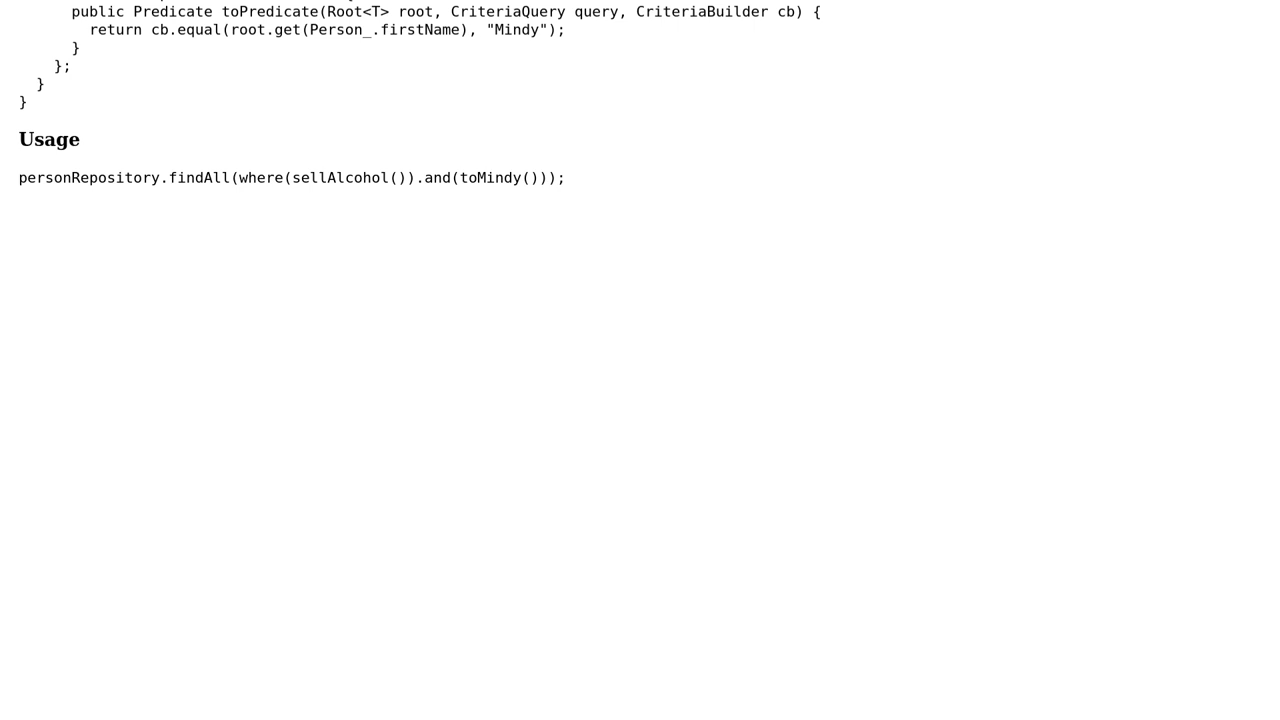 public Predicate toPredicate(Root<T> root, CriteriaQuery query, CriteriaBuilder cb) {
return cb.equal(root.get(Person_.firstName), "Mindy");
}
};
}
}
Usage
personRepository.findAll(where(sellAlcohol()).and(toMindy()));